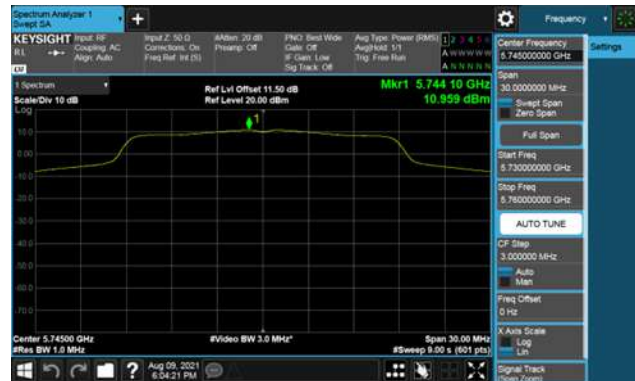 Spectrum Analyzer 1
Swept SA
Frequency
KEYSIGHT Input: RF
RL
Coupling: AC
Align: Auto
Input Z: 50 Ω
Corrections: On
Freq Ref: Int (S)
#Atten: 20 dB
Preamp: Off
PNO: Best Wide
Gate: Off
IF Gain: Low
Sig Track: Off
Avg Type: Power (RMS)
Avg|Hold: 1/1
Trig: Free Run
1 2 3 4 5 6
A W W W W W
A N N N N N
1 Spectrum
Scale/Div 10 dB
Log
Ref Lvl Offset 11.50 dB
Ref Level 20.00 dBm
Mkr1 5.744 10 GHz
10.959 dBm
1
10.0
0.00
-10.0
-20.0
-30.0
-40.0
-50.0
-60.0
-70.0
Center 5.74500 GHz
#Res BW 1.0 MHz
#Video BW 3.0 MHz*
Span 30.00 MHz
#Sweep 9.00 s (601 pts)
Aug 09, 2021
6:04:21 PM
Center Frequency
5.745000000 GHz
Settings
Span
30.0000000 MHz
Swept Span
Zero Span
Full Span
Start Freq
5.730000000 GHz
Stop Freq
5.760000000 GHz
AUTO TUNE
CF Step
3.000000 MHz
Auto
Man
Freq Offset
0 Hz
X Axis Scale
Log
Lin
Signal Track
(Span Zoom)